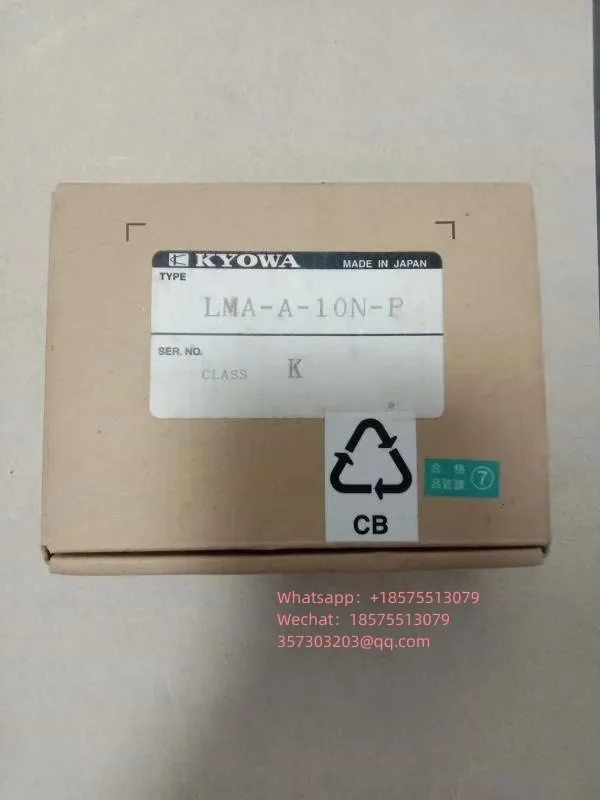 KYOWA MADE IN JAPAN
TYPE
LMA-A-10N-P
SER. NO.
CLASS K
CB
合格
品管課 ⑦
Whatsapp: +18575513079
Wechat: 18575513079
357303203@qq.com